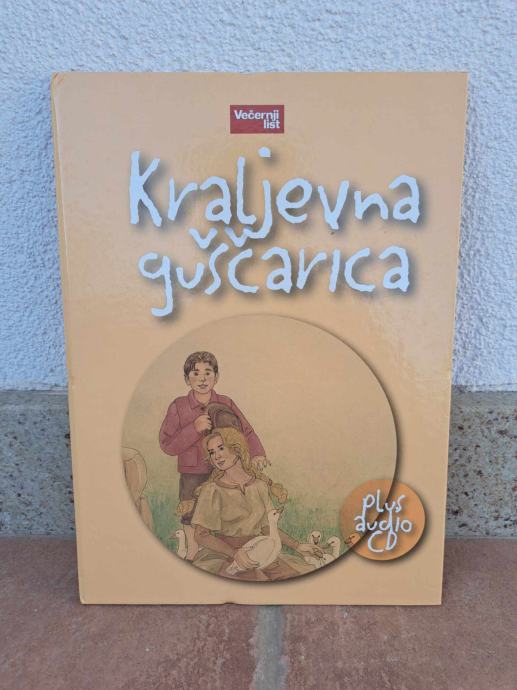 Večernji
list
Kraljevna
guščarica
plus
audio
CD